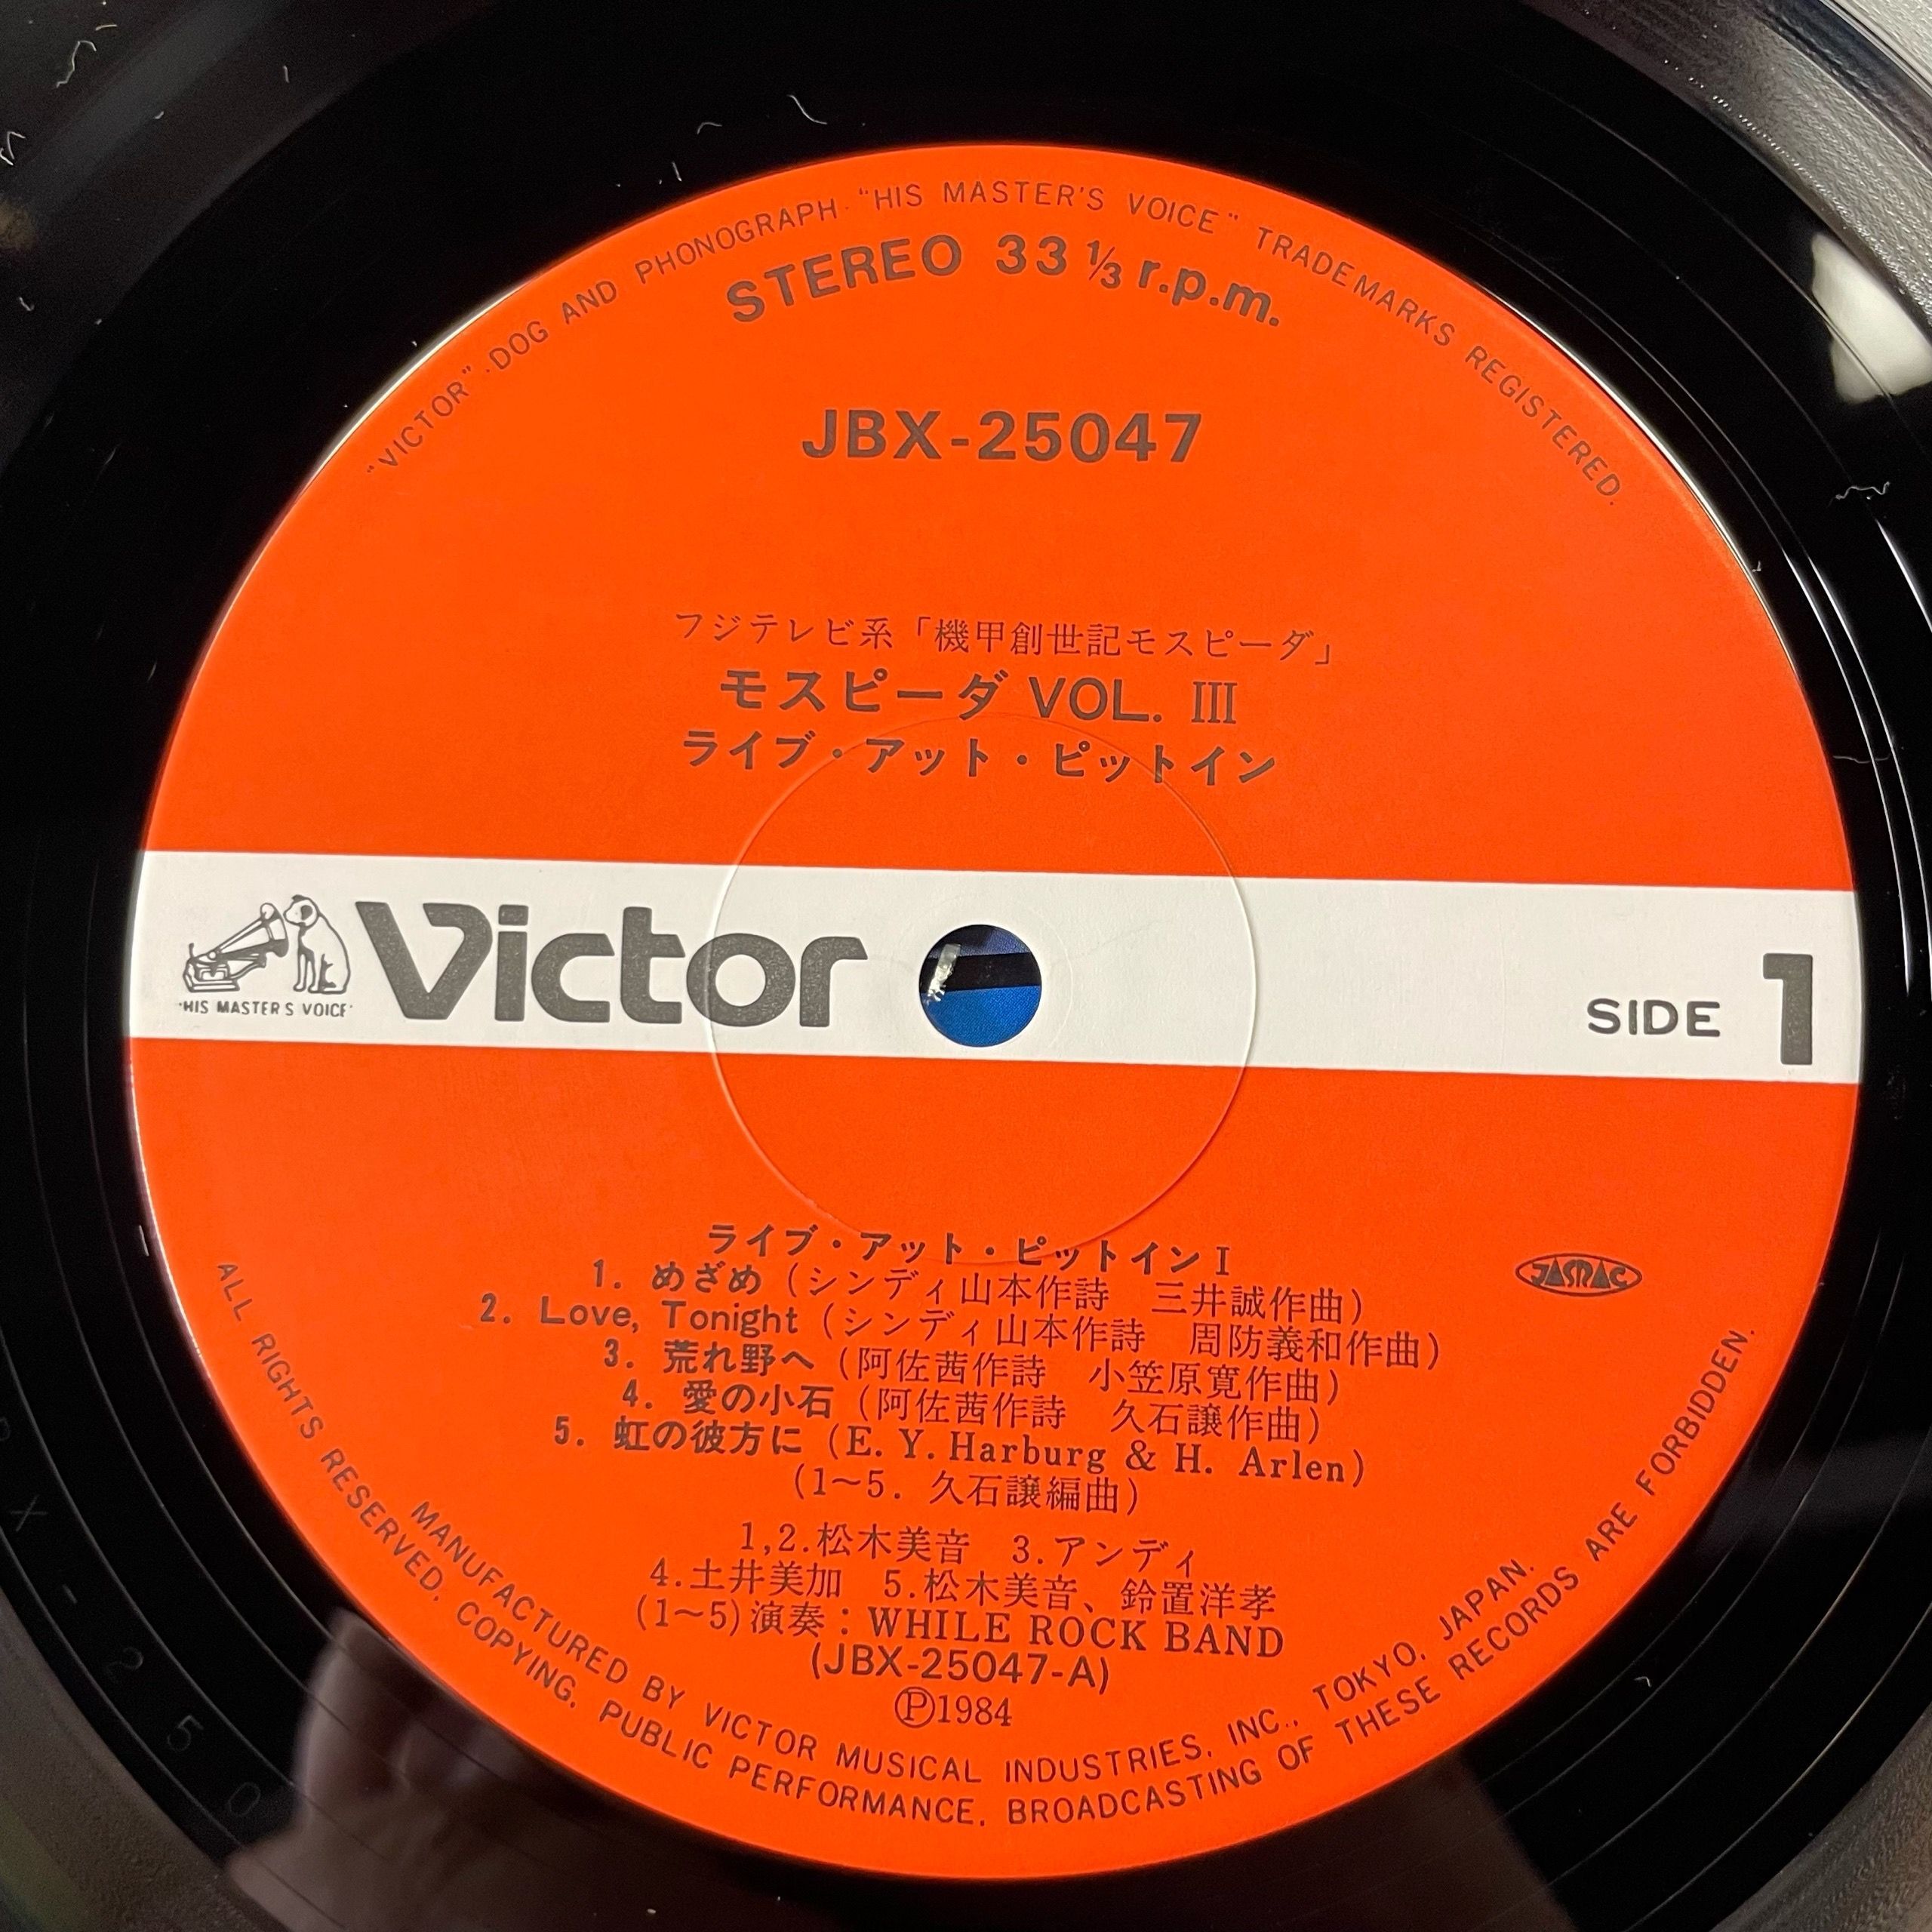 "VICTOR" .DOG AND PHONOGRAPH. "HIS MASTER'S VOICE" TRADEMARKS REGISTERED.
STEREO 33 1/3 r.p.m.
JBX-25047
フジテレビ系「機甲創世記モスピーダ」
モスピーダ VOL. III
ライブ・アット・ピットイン
Victor
'HIS MASTER'S VOICE'
SIDE 1
ライブ・アット・ピットインI
1. めざめ (シンディ山本作詩 三井誠作曲)
2. Love, Tonight (シンディ山本作詩 周防義和作曲)
3. 荒れ野へ (阿佐茜作詩 小笠原寛作曲)
4. 愛の小石 (阿佐茜作詩 久石譲作曲)
5. 虹の彼方に (E. Y. Harburg & H. Arlen)
(1〜5. 久石譲編曲)
1,2.松木美音 3.アンディ
4.土井美加 5.松木美音、鈴置洋孝
(1〜5)演奏:WHILE ROCK BAND
(JBX-25047-A)
Ⓟ1984
JASRAC
MANUFACTURED BY VICTOR MUSICAL INDUSTRIES, INC., TOKYO, JAPAN.
ALL RIGHTS RESERVED. COPYING, PUBLIC PERFORMANCE, BROADCASTING OF THESE RECORDS ARE FORBIDDEN.